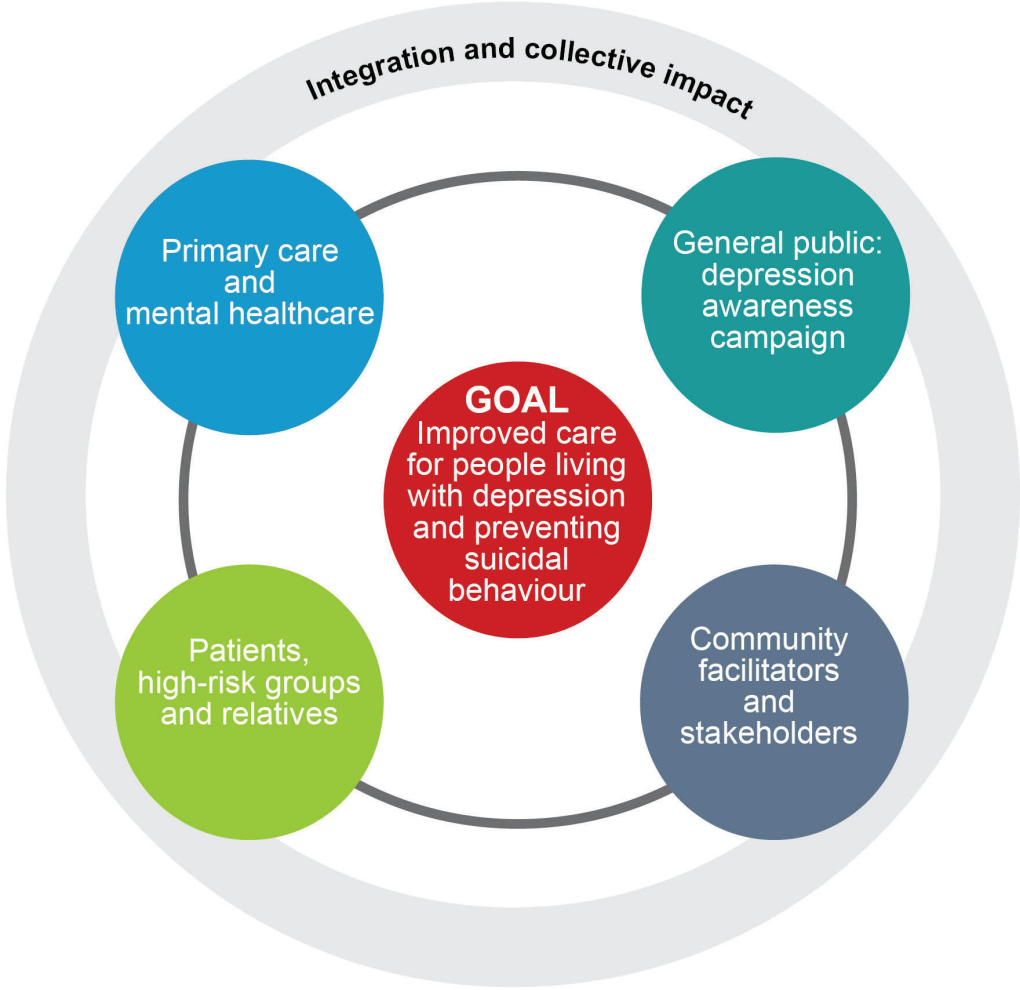 Integration and collective impact
Primary care
and
mental healthcare
General public:
depression
awareness
campaign
GOAL
Improved care
for people living
with depression
and preventing
suicidal
behaviour
Patients,
high-risk groups
and relatives
Community
facilitators
and
stakeholders